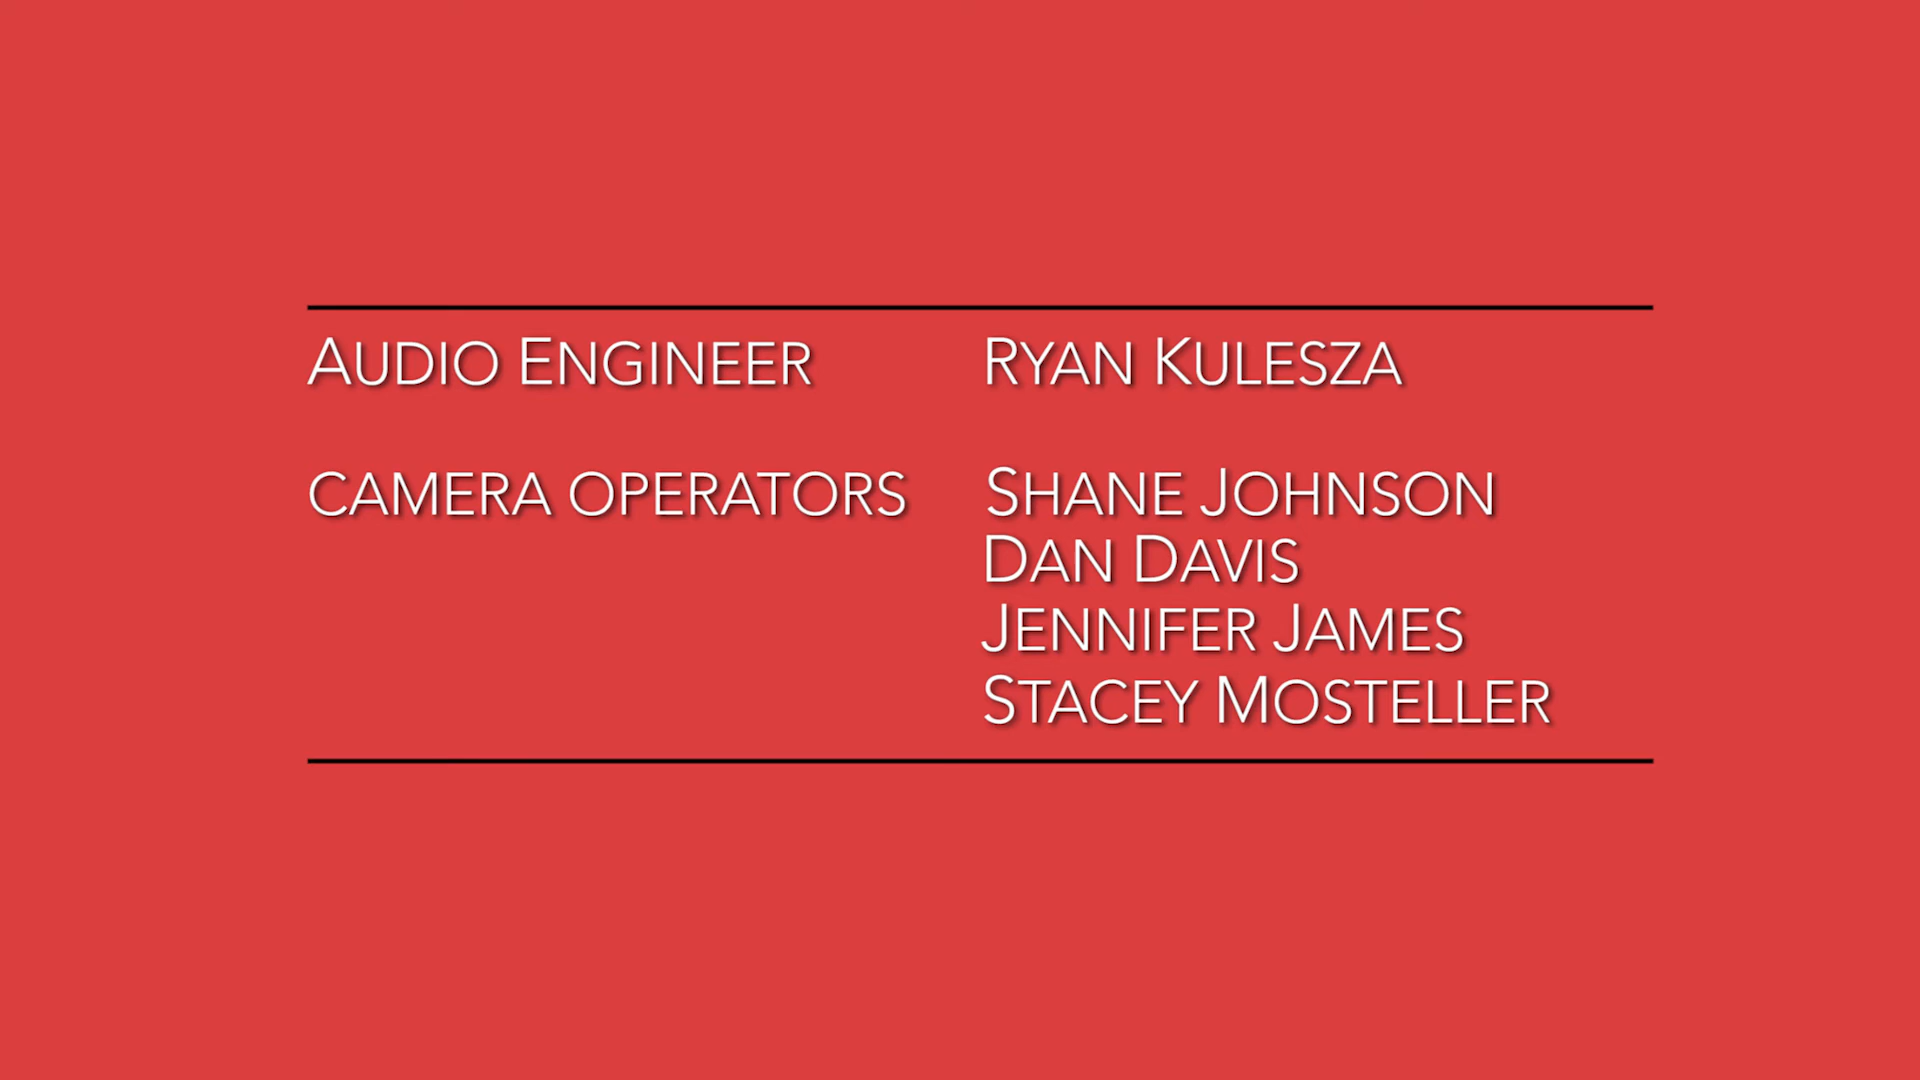 Audio Engineer Ryan Kulesza
camera operators Shane Johnson
Dan Davis
Jennifer James
Stacey Mosteller